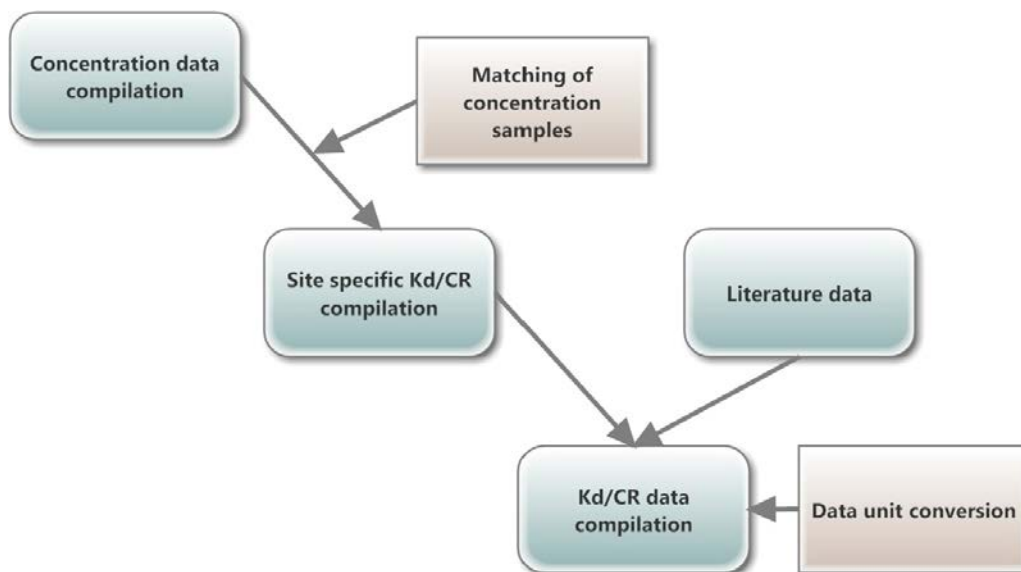 Concentration data
compilation
Matching of
concentration
samples
Site specific Kd/CR
compilation
Literature data
Kd/CR data
compilation
Data unit conversion